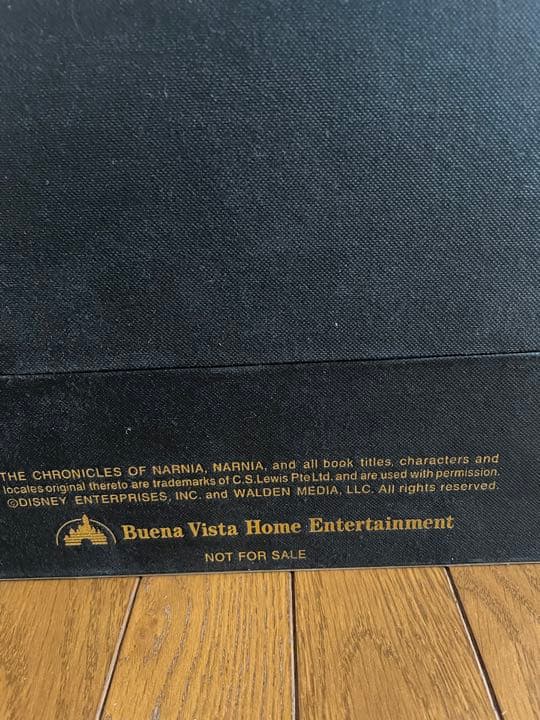 THE CHRONICLES OF NARNIA, NARNIA, and all book titles, characters and
locales original thereto are trademarks of C.S.Lewis Pte Ltd. and are used with permission.
©DISNEY ENTERPRISES, INC. and WALDEN MEDIA, LLC. All rights reserved.
Buena Vista Home Entertainment
NOT FOR SALE